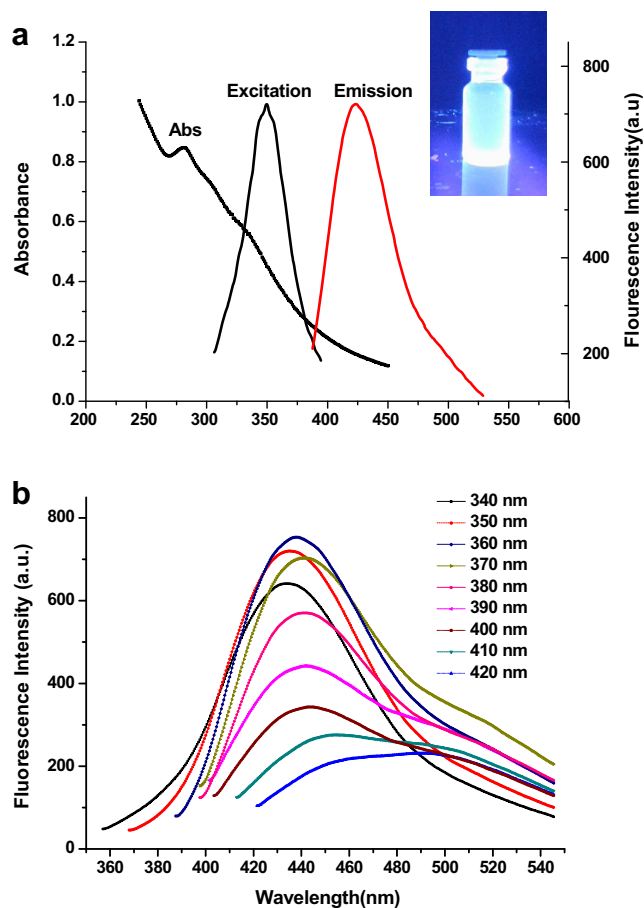 a
1.2
1.0
0.8
0.6
0.4
0.2
0.0
Absorbance
Abs
Excitation
Emission
800
600
400
200
Flourescence Intensity(a.u)
200 250 300 350 400 450 500 550 600
b
800
600
400
200
0
Fluorescence Intensity (a.u.)
340 nm
350 nm
360 nm
370 nm
380 nm
390 nm
400 nm
410 nm
420 nm
360 380 400 420 440 460 480 500 520 540
Wavelength(nm)